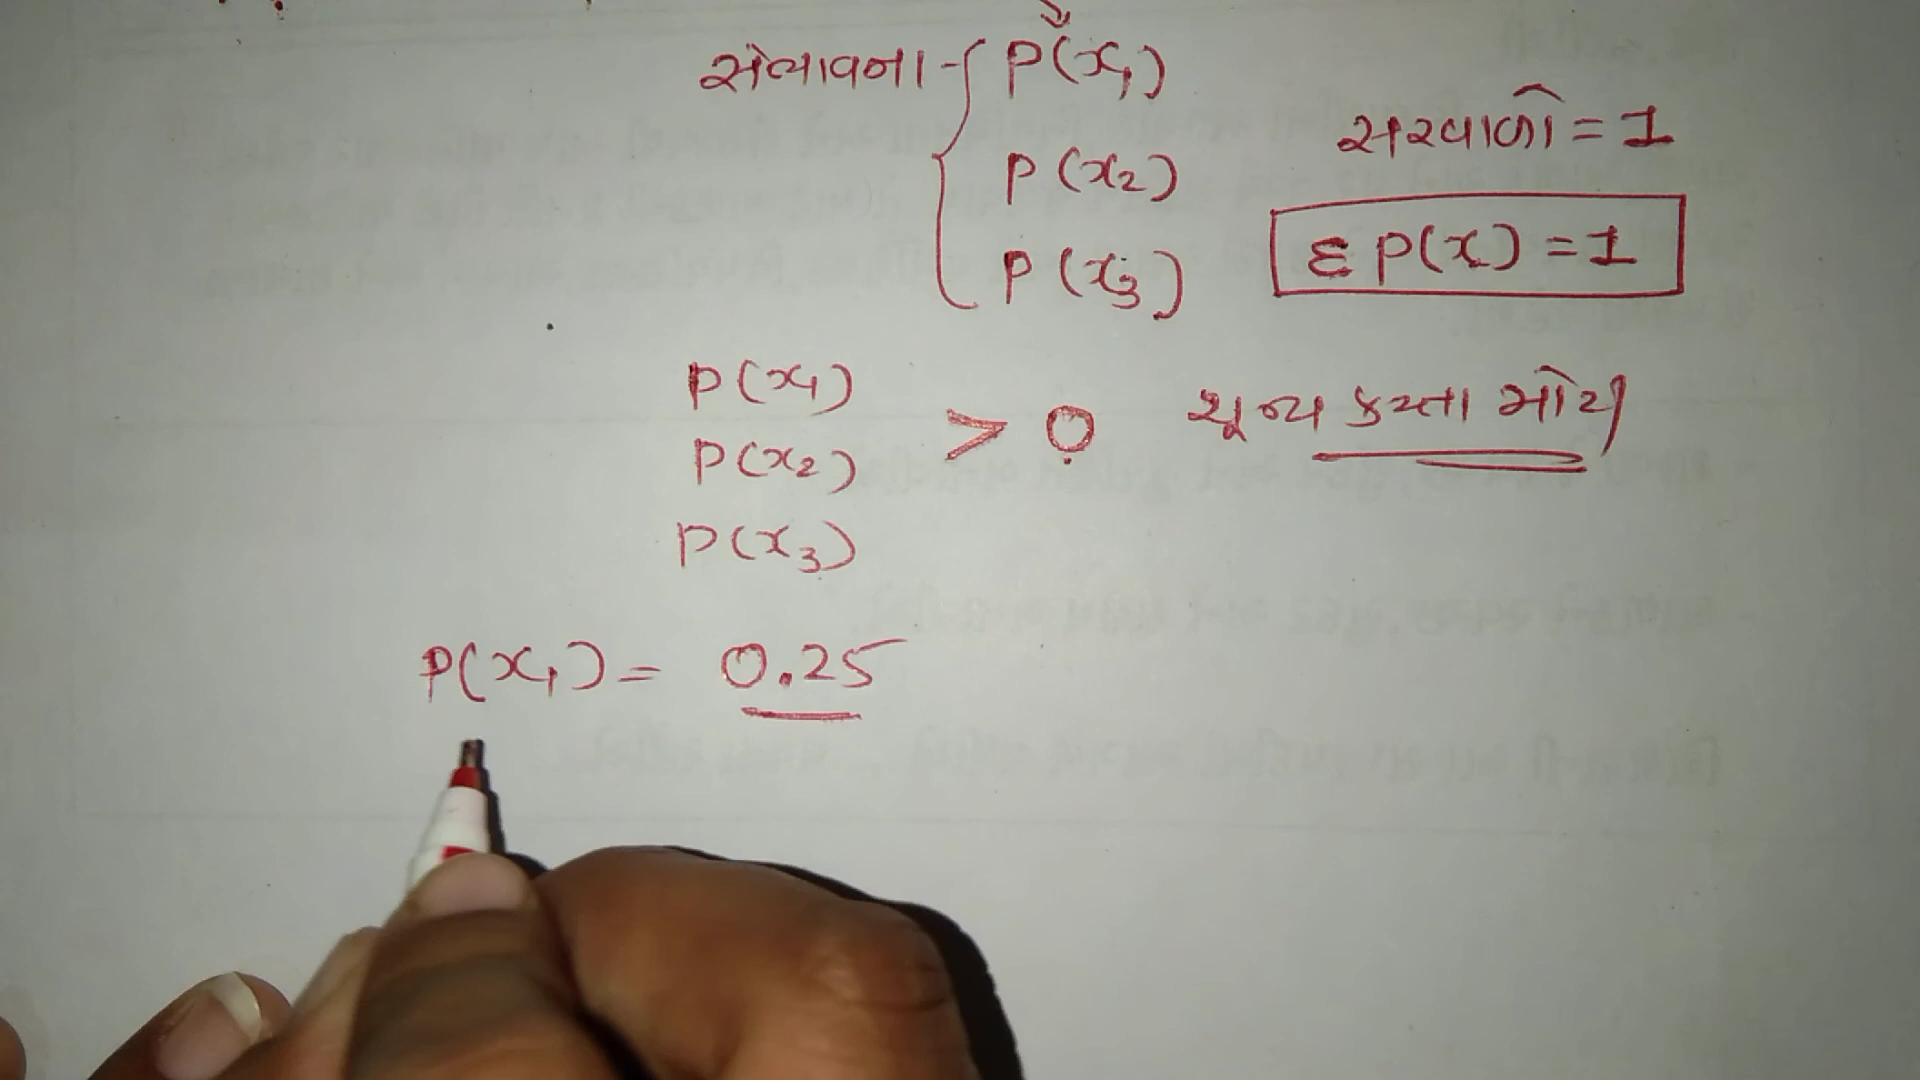 સંભાવના - { P(x1)
P(x2)
P(x3)
સરવાળો = 1
Σ P(x) = 1
P(x1)
P(x2)
P(x3)
> 0 શૂન્ય કરતા મોટી
P(x1) = 0.25